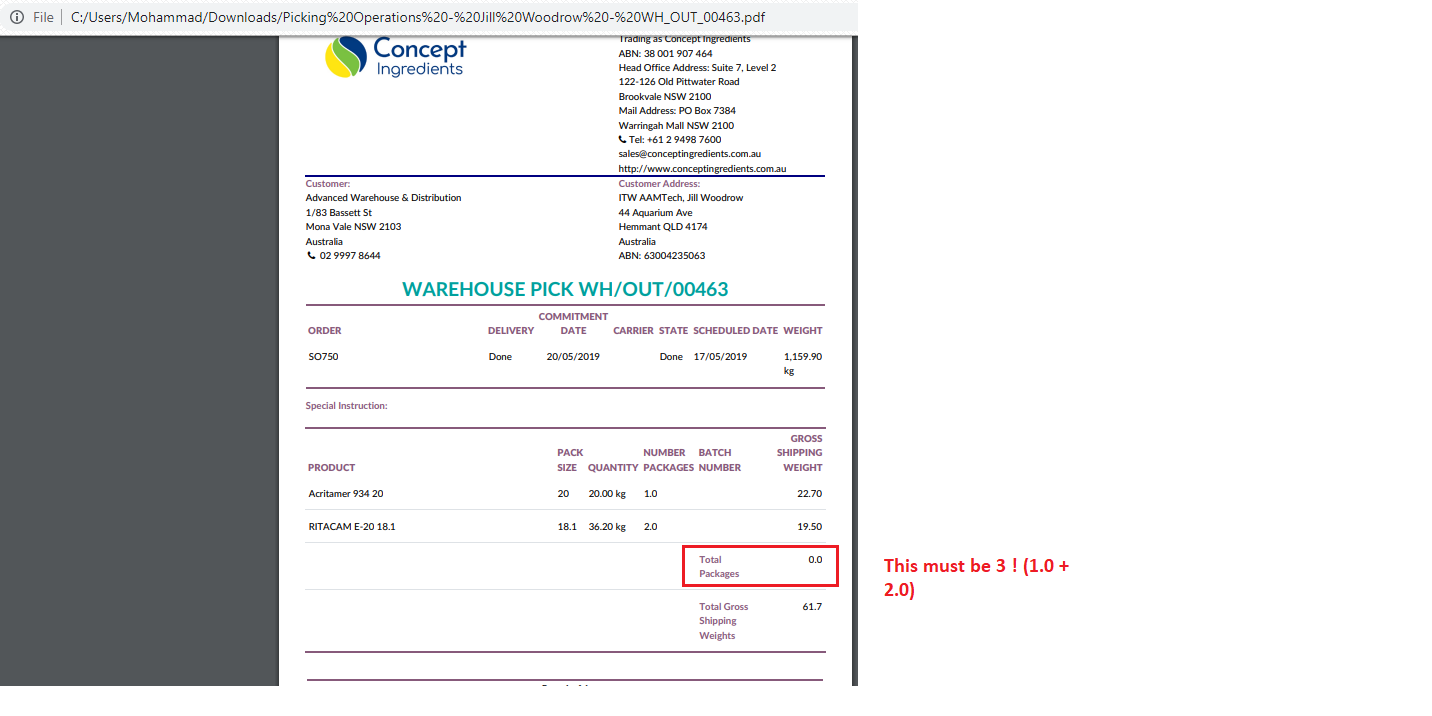 File | C:/Users/Mohammad/Downloads/Picking%20Operations%20-%20Jill%20Woodrow%20-%20WH_OUT_00463.pdf
Concept
Ingredients
Trading as Concept Ingredients
ABN: 38 001 907 464
Head Office Address: Suite 7, Level 2
122-126 Old Pittwater Road
Brookvale NSW 2100
Mail Address: PO Box 7384
Warringah Mall NSW 2100
Tel: +61 2 9498 7600
sales@conceptingredients.com.au
http://www.conceptingredients.com.au
Customer:
Advanced Warehouse & Distribution
1/83 Bassett St
Mona Vale NSW 2103
Australia
02 9997 8644
Customer Address:
ITW AAMTech, Jill Woodrow
44 Aquarium Ave
Hemmant QLD 4174
Australia
ABN: 63004235063
WAREHOUSE PICK WH/OUT/00463
COMMITMENT
ORDER DELIVERY DATE CARRIER STATE SCHEDULED DATE WEIGHT
SO750 Done 20/05/2019 Done 17/05/2019 1,159.90
kg
Special Instruction:
GROSS
PACK NUMBER BATCH SHIPPING
PRODUCT SIZE QUANTITY PACKAGES NUMBER WEIGHT
Acritamer 934 20 20 20.00 kg 1.0 22.70
RITACAM E-20 18.1 18.1 36.20 kg 2.0 19.50
Total 0.0
Packages
Total Gross 61.7
Shipping
Weights
This must be 3 ! (1.0 +
2.0)